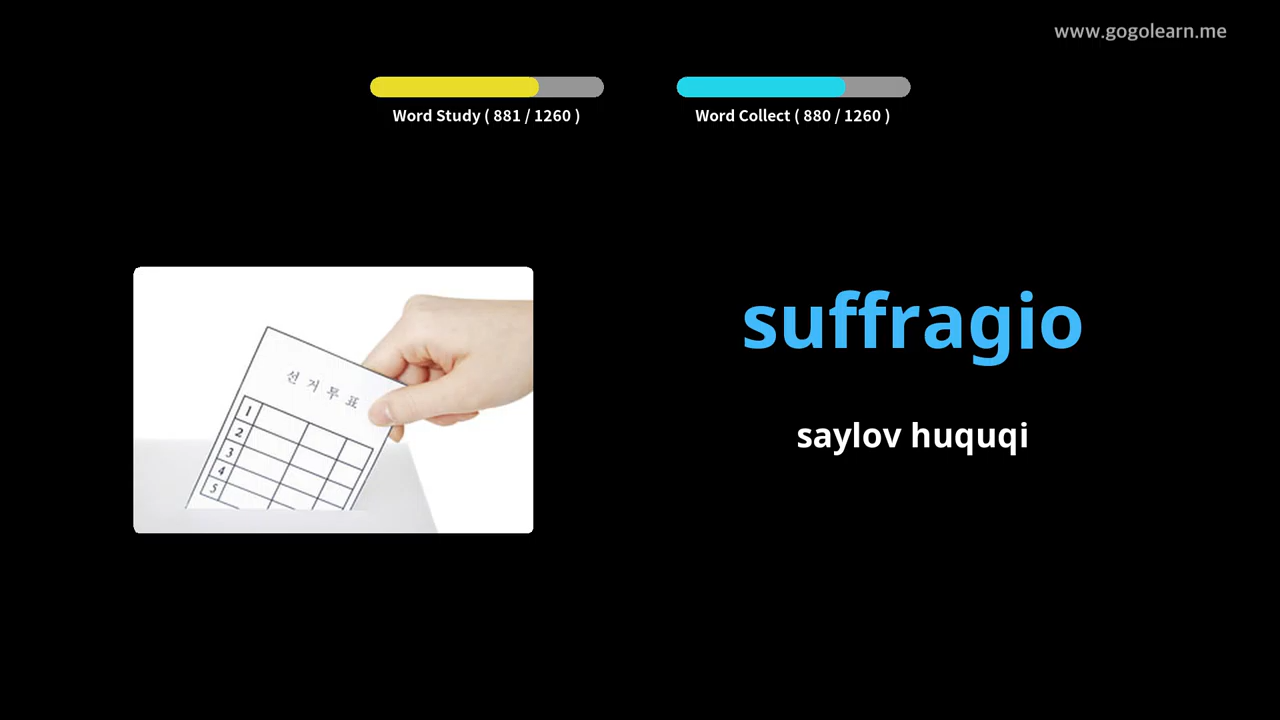 www.gogolearn.me
Word Study ( 881 / 1260 )
Word Collect ( 880 / 1260 )
선거투표
1
2
3
4
5
suffragio
saylov huquqi